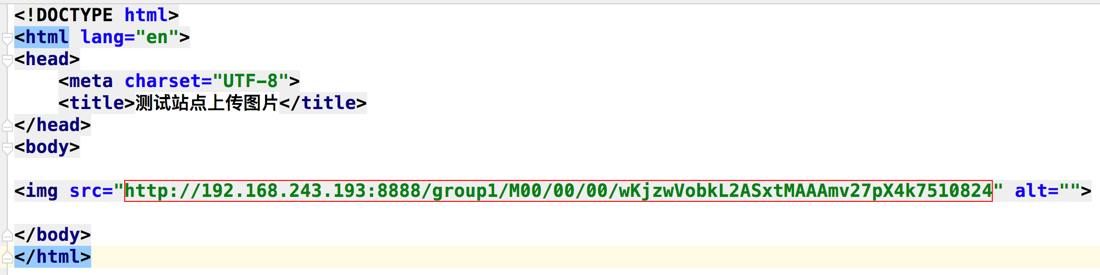 <!DOCTYPE html>
<html lang="en">
<head>
    <meta charset="UTF-8">
    <title>测试站点上传图片</title>
</head>
<body>
<img src="http://192.168.243.193:8888/group1/M00/00/00/wKjzwVobkL2ASxtMAAAmv27pX4k7510824" alt="">
</body>
</html>